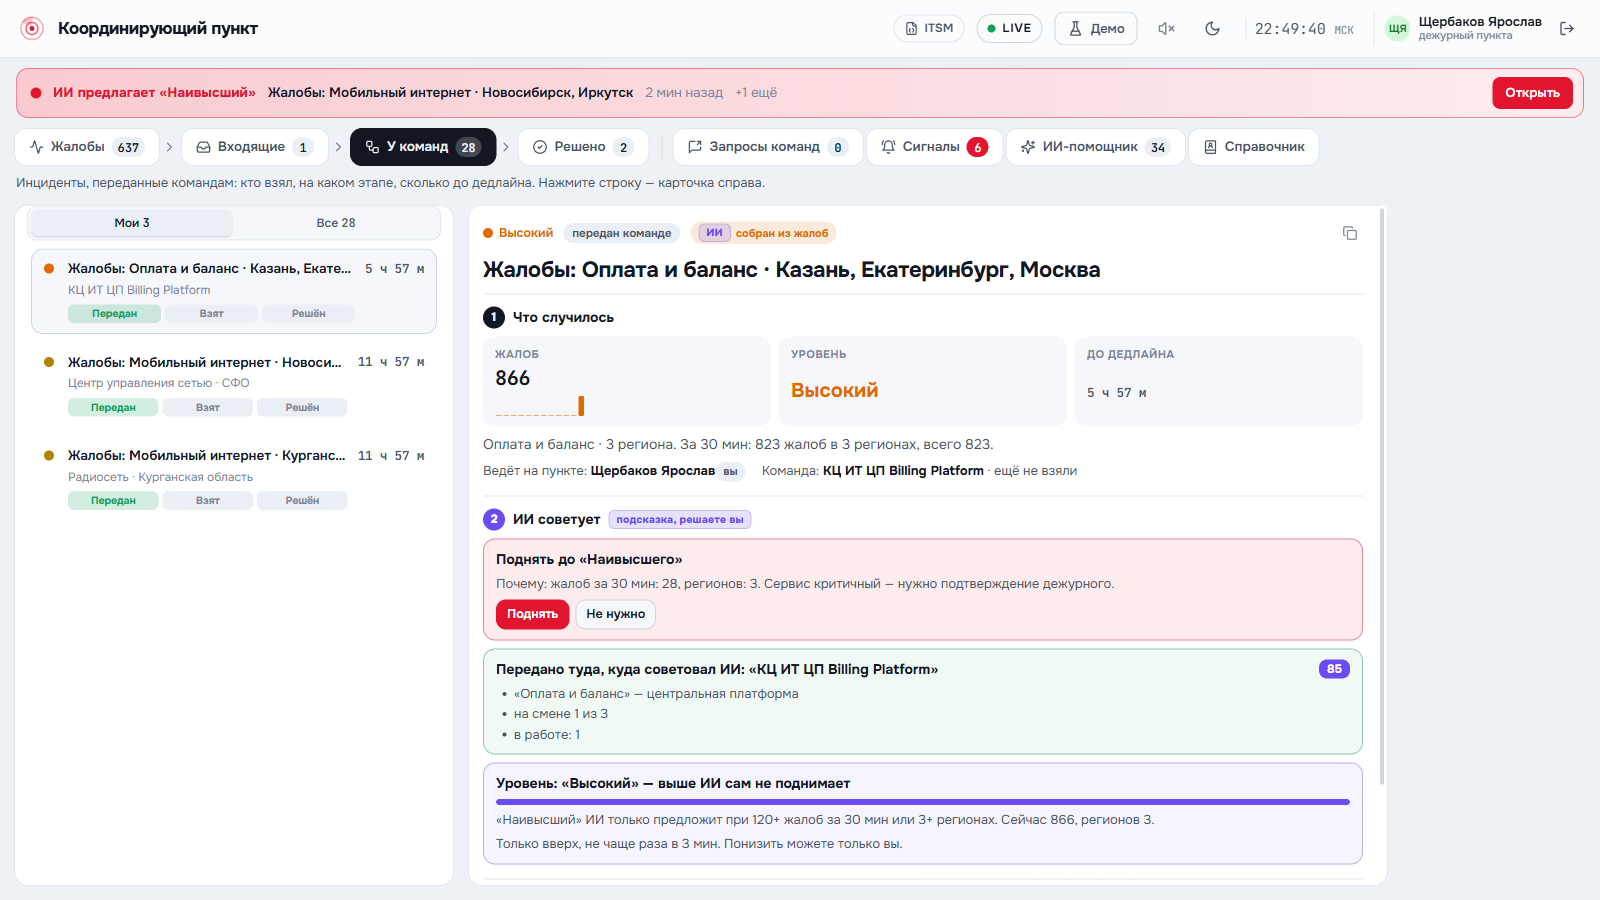 Координирующий пункт
ITSM
LIVE
Демо
22:49:40 МСК
ЩЯ
Щербаков Ярослав
дежурный пункта
ИИ предлагает «Наивысший» Жалобы: Мобильный интернет · Новосибирск, Иркутск 2 мин назад +1 ещё
Открыть
Жалобы 637
Входящие 1
У команд 28
Решено 2
Запросы команд 0
Сигналы 6
ИИ-помощник 34
Справочник
Инциденты, переданные командам: кто взял, на каком этапе, сколько до дедлайна. Нажмите строку — карточка справа.
Мои 3
Все 28
Жалобы: Оплата и баланс · Казань, Екате... 5 ч 57 м
КЦ ИТ ЦП Billing Platform
Передан Взят Решён
Жалобы: Мобильный интернет · Новоси... 11 ч 57 м
Центр управления сетью · СФО
Передан Взят Решён
Жалобы: Мобильный интернет · Курганс... 11 ч 57 м
Радиосеть · Курганская область
Передан Взят Решён
Высокий
передан команде
ИИ собран из жалоб
Жалобы: Оплата и баланс · Казань, Екатеринбург, Москва
1 Что случилось
ЖАЛОБ
866
УРОВЕНЬ
Высокий
ДО ДЕДЛАЙНА
5 ч 57 м
Оплата и баланс · 3 региона. За 30 мин: 823 жалоб в 3 регионах, всего 823.
Ведёт на пункте: Щербаков Ярослав вы Команда: КЦ ИТ ЦП Billing Platform · ещё не взяли
2 ИИ советует подсказка, решаете вы
Поднять до «Наивысшего»
Почему: жалоб за 30 мин: 28, регионов: 3. Сервис критичный — нужно подтверждение дежурного.
Поднять
Не нужно
Передано туда, куда советовал ИИ: «КЦ ИТ ЦП Billing Platform» 85
• «Оплата и баланс» — центральная платформа
• на смене 1 из 3
• в работе: 1
Уровень: «Высокий» — выше ИИ сам не поднимает
«Наивысший» ИИ только предложит при 120+ жалоб за 30 мин или 3+ регионах. Сейчас 866, регионов 3.
Только вверх, не чаще раза в 3 мин. Понизить можете только вы.